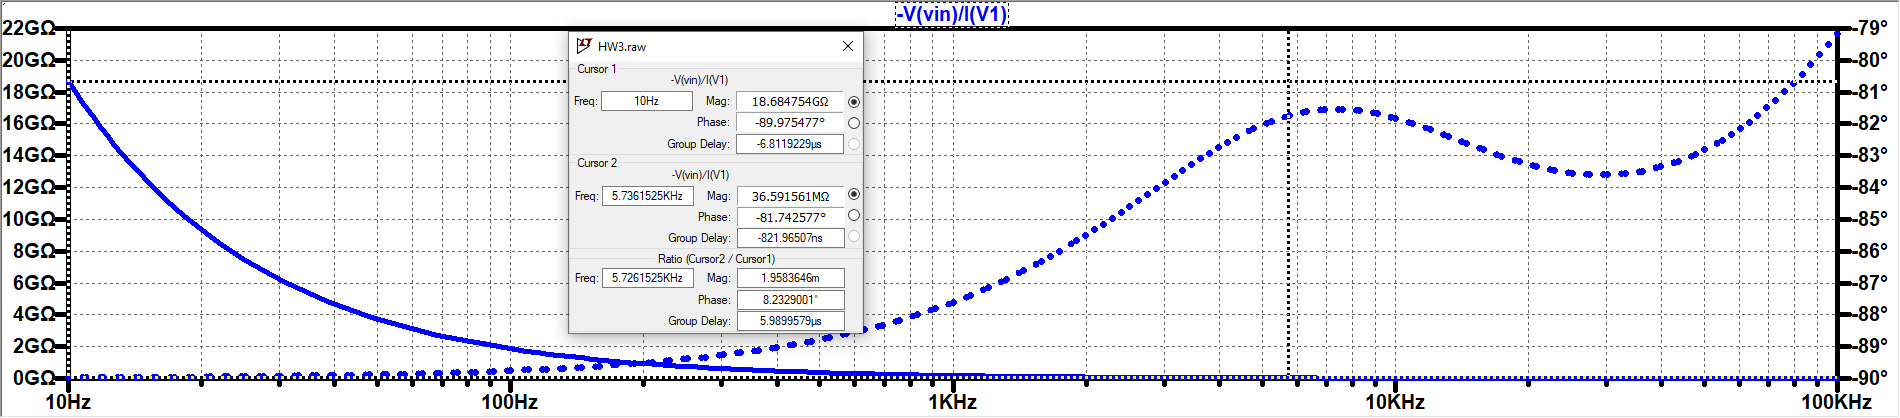 -V(vin)/I(V1)
22GΩ
20GΩ
18GΩ
16GΩ
14GΩ
12GΩ
10GΩ
8GΩ
6GΩ
4GΩ
2GΩ
0GΩ
HW3.raw
Cursor 1
-V(vin)/I(V1)
Freq: 10Hz Mag: 18.684754GΩ
Phase: -89.975477°
Group Delay: -6.8119229µs
Cursor 2
-V(vin)/I(V1)
Freq: 5.7361525KHz Mag: 36.591561MΩ
Phase: -81.742577°
Group Delay: -821.96507ns
Ratio (Cursor2 / Cursor1)
Freq: 5.7261525KHz Mag: 1.9583646m
Phase: 8.2329001°
Group Delay: 5.9899579µs
-79°
-80°
-81°
-82°
-83°
-84°
-85°
-86°
-87°
-88°
-89°
-90°
10Hz 100Hz 1KHz 10KHz 100KHz